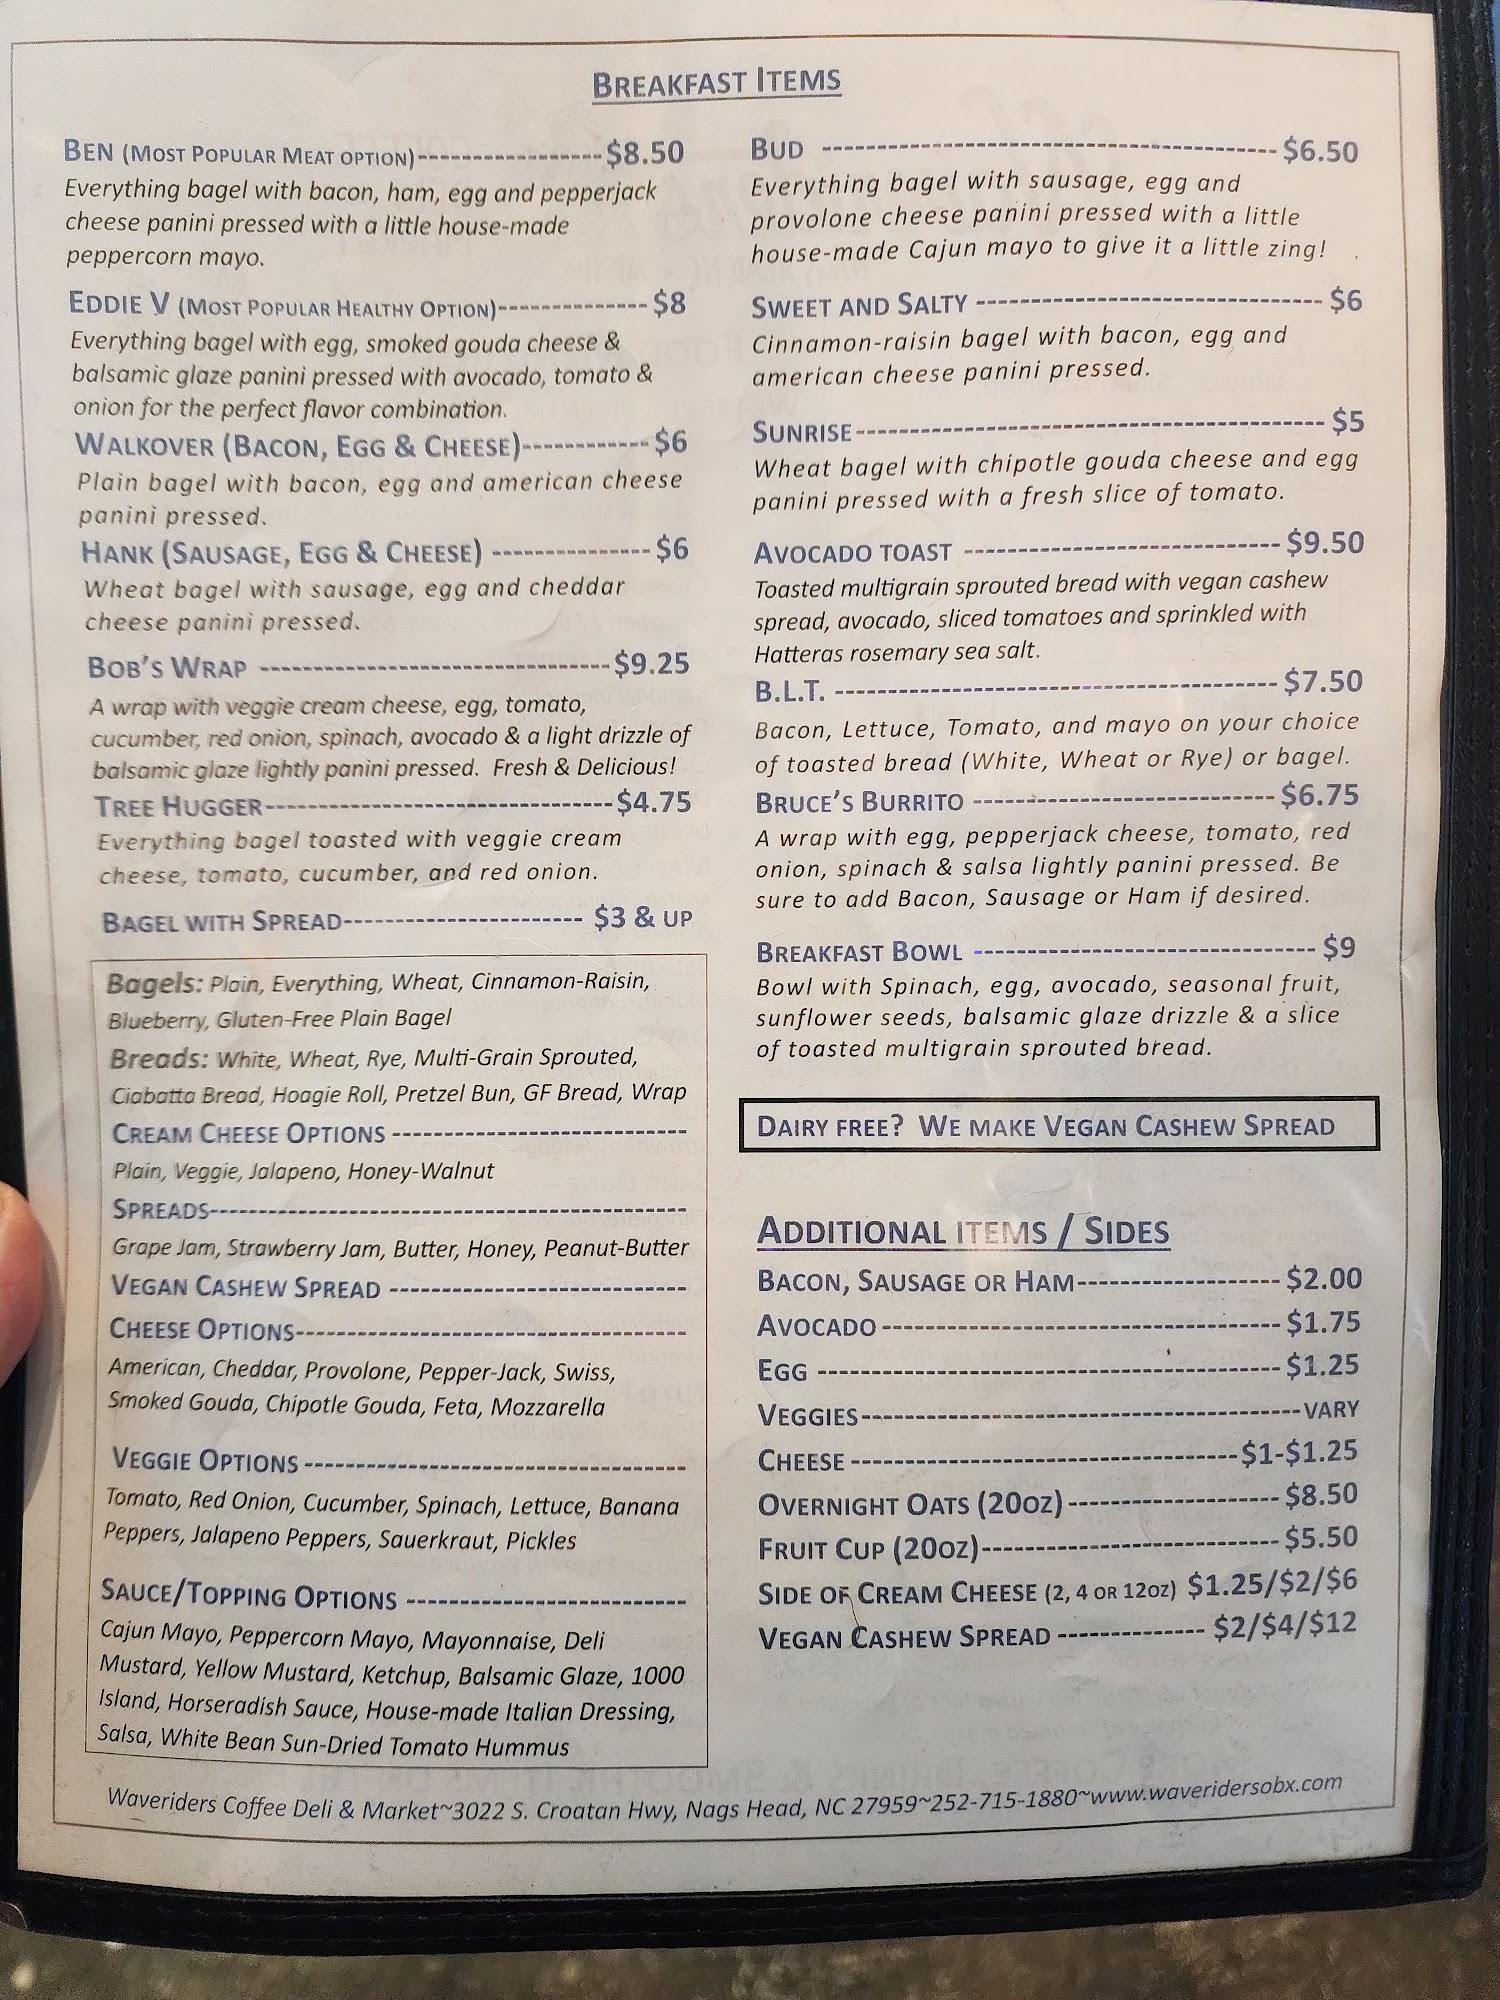 BREAKFAST ITEMS
BEN (MOST POPULAR MEAT OPTION)------------------$8.50
Everything bagel with bacon, ham, egg and pepperjack
cheese panini pressed with a little house-made
peppercorn mayo.
EDDIE V (MOST POPULAR HEALTHY OPTION)--------------$8
Everything bagel with egg, smoked gouda cheese &
balsamic glaze panini pressed with avocado, tomato &
onion for the perfect flavor combination.
WALKOVER (BACON, EGG & CHEESE)------------$6
Plain bagel with bacon, egg and american cheese
panini pressed.
HANK (SAUSAGE, EGG & CHEESE) ---------------$6
Wheat bagel with sausage, egg and cheddar
cheese panini pressed.
BOB'S WRAP ---------------------------------$9.25
A wrap with veggie cream cheese, egg, tomato,
cucumber, red onion, spinach, avocado & a light drizzle of
balsamic glaze lightly panini pressed. Fresh & Delicious!
TREE HUGGER---------------------------------$4.75
Everything bagel toasted with veggie cream
cheese, tomato, cucumber, and red onion.
BAGEL WITH SPREAD----------------------- $3 & UP
Bagels: Plain, Everything, Wheat, Cinnamon-Raisin,
Blueberry, Gluten-Free Plain Bagel
Breads: White, Wheat, Rye, Multi-Grain Sprouted,
Ciabatta Bread, Hoagie Roll, Pretzel Bun, GF Bread, Wrap
CREAM CHEESE OPTIONS ----------------------------
Plain, Veggie, Jalapeno, Honey-Walnut
SPREADS---------------------------------------------
Grape Jam, Strawberry Jam, Butter, Honey, Peanut-Butter
VEGAN CASHEW SPREAD ----------------------------
CHEESE OPTIONS-------------------------------------
American, Cheddar, Provolone, Pepper-Jack, Swiss,
Smoked Gouda, Chipotle Gouda, Feta, Mozzarella
VEGGIE OPTIONS ------------------------------------
Tomato, Red Onion, Cucumber, Spinach, Lettuce, Banana
Peppers, Jalapeno Peppers, Sauerkraut, Pickles
SAUCE/TOPPING OPTIONS --------------------------
Cajun Mayo, Peppercorn Mayo, Mayonnaise, Deli
Mustard, Yellow Mustard, Ketchup, Balsamic Glaze, 1000
Island, Horseradish Sauce, House-made Italian Dressing,
Salsa, White Bean Sun-Dried Tomato Hummus
BUD -------------------------------------------$6.50
Everything bagel with sausage, egg and
provolone cheese panini pressed with a little
house-made Cajun mayo to give it a little zing!
SWEET AND SALTY --------------------------------- $6
Cinnamon-raisin bagel with bacon, egg and
american cheese panini pressed.
SUNRISE--------------------------------------------- $5
Wheat bagel with chipotle gouda cheese and egg
panini pressed with a fresh slice of tomato.
AVOCADO TOAST ------------------------------$9.50
Toasted multigrain sprouted bread with vegan cashew
spread, avocado, sliced tomatoes and sprinkled with
Hatteras rosemary sea salt.
B.L.T. ------------------------------------------$7.50
Bacon, Lettuce, Tomato, and mayo on your choice
of toasted bread (White, Wheat or Rye) or bagel.
BRUCE'S BURRITO -----------------------------$6.75
A wrap with egg, pepperjack cheese, tomato, red
onion, spinach & salsa lightly panini pressed. Be
sure to add Bacon, Sausage or Ham if desired.
BREAKFAST BOWL --------------------------------- $9
Bowl with Spinach, egg, avocado, seasonal fruit,
sunflower seeds, balsamic glaze drizzle & a slice
of toasted multigrain sprouted bread.
DAIRY FREE? WE MAKE VEGAN CASHEW SPREAD
ADDITIONAL ITEMS / SIDES
BACON, SAUSAGE OR HAM-------------------$2.00
AVOCADO--------------------------------------$1.75
EGG --------------------------------------------$1.25
VEGGIES------------------------------------------VARY
CHEESE-------------------------------------$1-$1.25
OVERNIGHT OATS (20OZ)--------------------$8.50
FRUIT CUP (20OZ)----------------------------$5.50
SIDE OF CREAM CHEESE (2, 4 OR 12OZ) $1.25/$2/$6
VEGAN CASHEW SPREAD -------------- $2/$4/$12
Waveriders Coffee Deli & Market~3022 S. Croatan Hwy, Nags Head, NC 27959~252-715-1880~www.waveridersobx.com